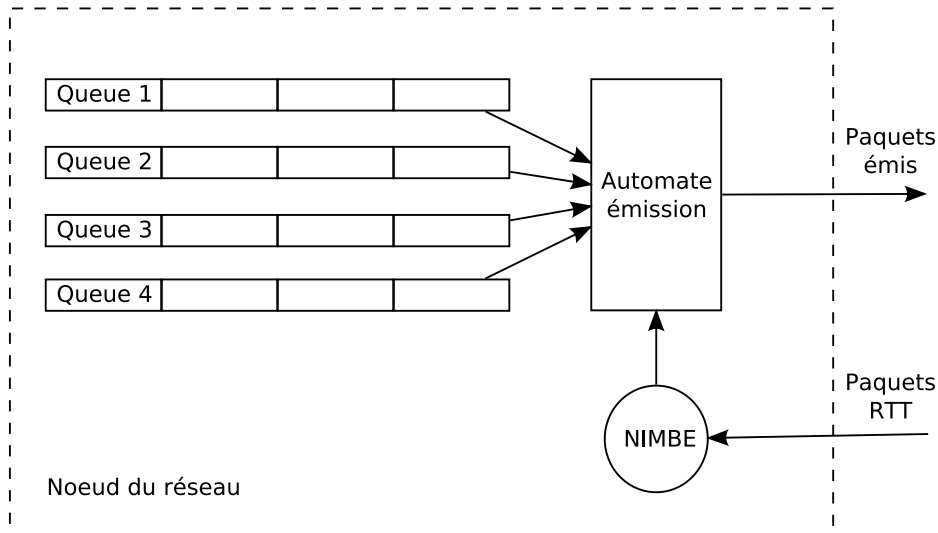 Queue 1
Queue 2
Queue 3
Queue 4
Automate
émission
Paquets
émis
Paquets
RTT
NIMBE
Noeud du réseau